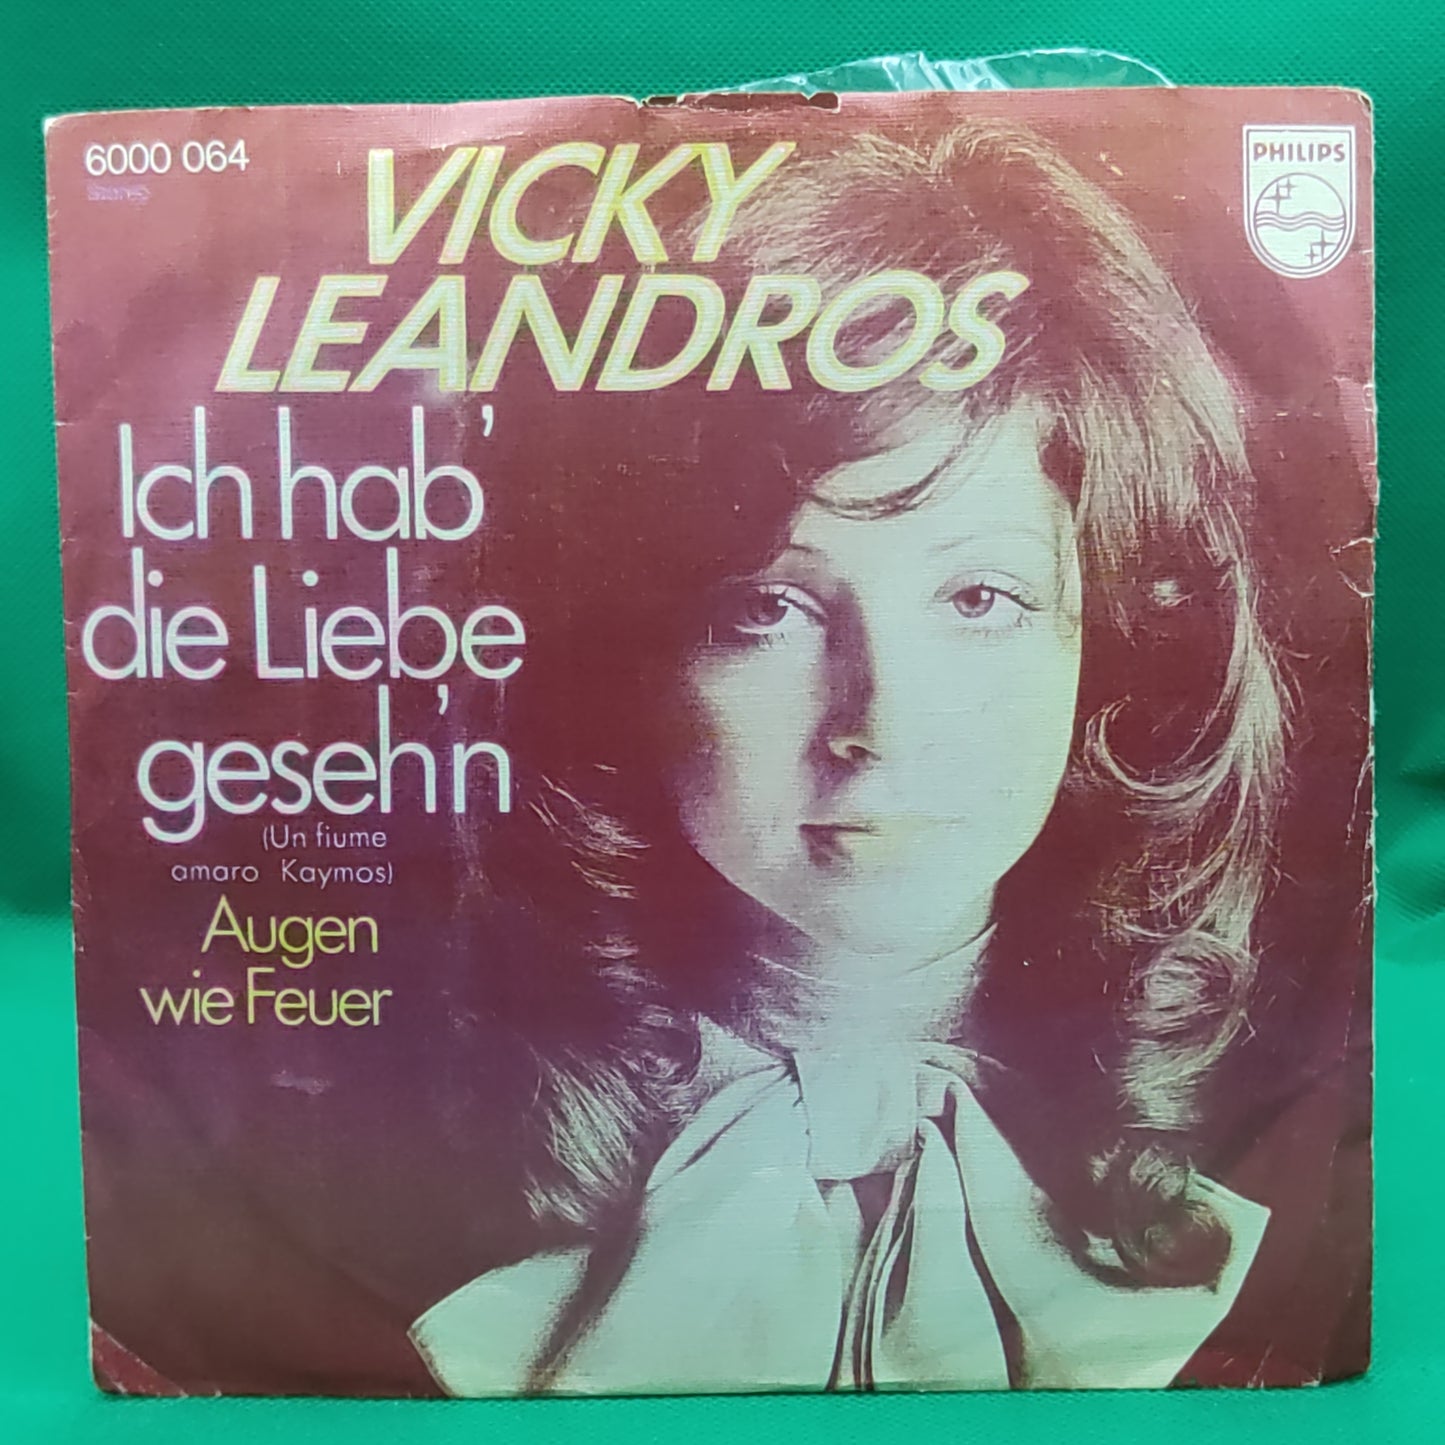 6000 064
Stereo
PHILIPS
VICKY
LEANDROS
Ich hab'
die Liebe
geseh'n
(Un fiume
amaro Kaymos)
Augen
wie Feuer